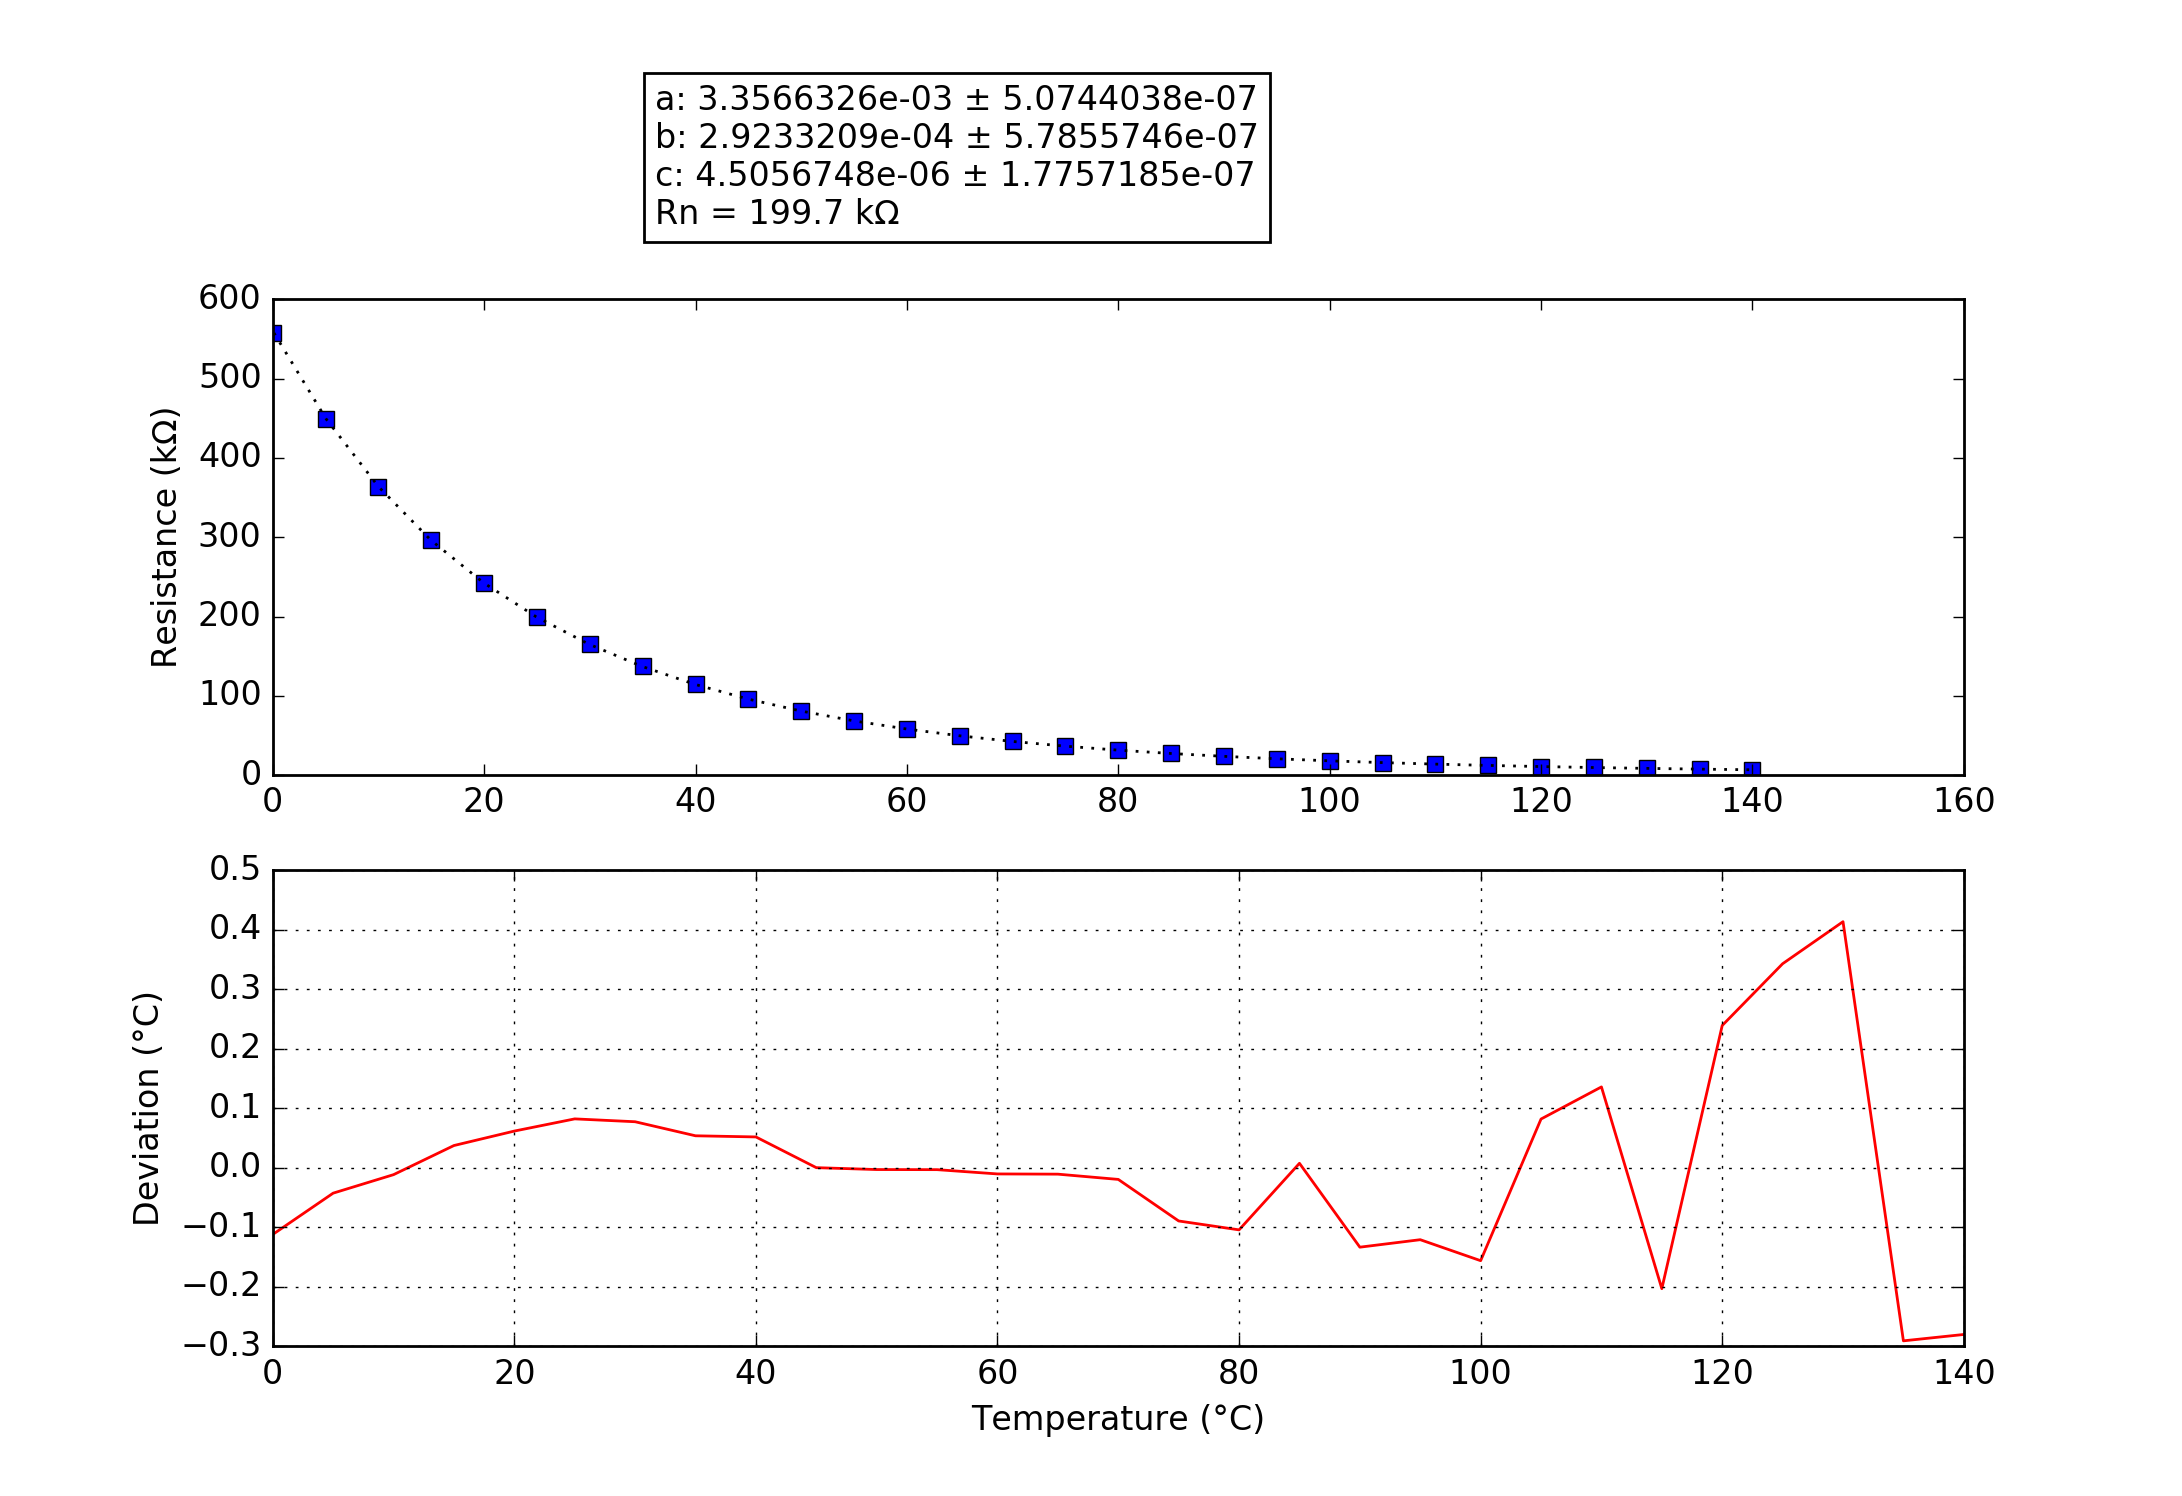 a: 3.3566326e-03 ± 5.0744038e-07
b: 2.9233209e-04 ± 5.7855746e-07
c: 4.5056748e-06 ± 1.7757185e-07
Rn = 199.7 kΩ
Resistance (kΩ)
600
500
400
300
200
100
0
0 20 40 60 80 100 120 140 160
Deviation (°C)
0.5
0.4
0.3
0.2
0.1
0.0
−0.1
−0.2
−0.3
0 20 40 60 80 100 120 140
Temperature (°C)